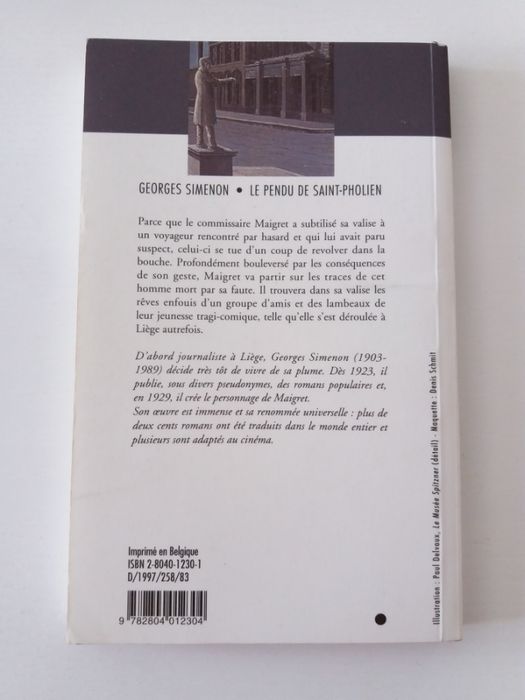 GEORGES SIMENON • LE PENDU DE SAINT-PHOLIEN
Parce que le commissaire Maigret a subtilisé sa valise à
un voyageur rencontré par hasard et qui lui avait paru
suspect, celui-ci se tue d'un coup de revolver dans la
bouche. Profondément bouleversé par les conséquences
de son geste, Maigret va partir sur les traces de cet
homme mort par sa faute. Il trouvera dans sa valise les
rêves enfouis d'un groupe d'amis et des lambeaux de
leur jeunesse tragi-comique, telle qu'elle s'est déroulée à
Liège autrefois.
D'abord journaliste à Liège, Georges Simenon (1903-
1989) décide très tôt de vivre de sa plume. Dès 1923, il
publie, sous divers pseudonymes, des romans populaires et,
en 1929, il crée le personnage de Maigret.
Son œuvre est immense et sa renommée universelle : plus de
deux cents romans ont été traduits dans le monde entier et
plusieurs sont adaptés au cinéma.
Illustration : Paul Delvaux, Le Musée Spitzner (détail) - Maquette : Denis Schmit
Imprimé en Belgique
ISBN 2-8040-1230-1
D/1997/258/83
9 782804 012304